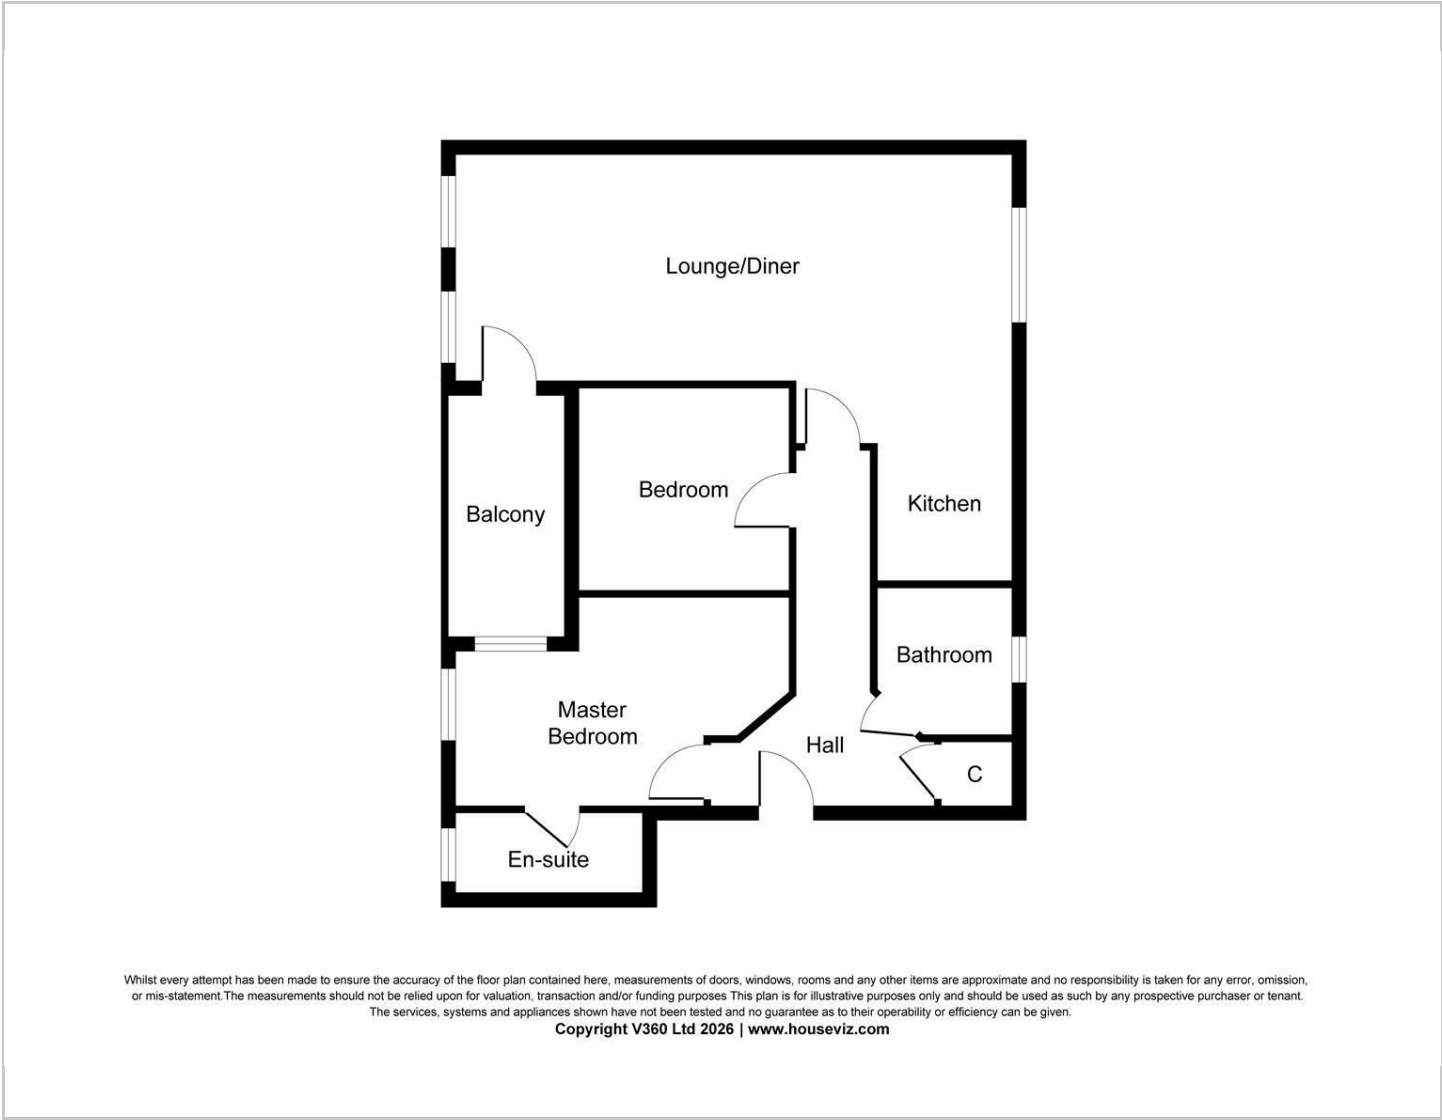 Lounge/Diner
Bedroom
Kitchen
Balcony
Bathroom
Master
Bedroom
Hall
C
En-suite
Whilst every attempt has been made to ensure the accuracy of the floor plan contained here, measurements of doors, windows, rooms and any other items are approximate and no responsibility is taken for any error, omission,
or mis-statement.The measurements should not be relied upon for valuation, transaction and/or funding purposes This plan is for illustrative purposes only and should be used as such by any prospective purchaser or tenant.
The services, systems and appliances shown have not been tested and no guarantee as to their operability or efficiency can be given.
Copyright V360 Ltd 2026 | www.houseviz.com